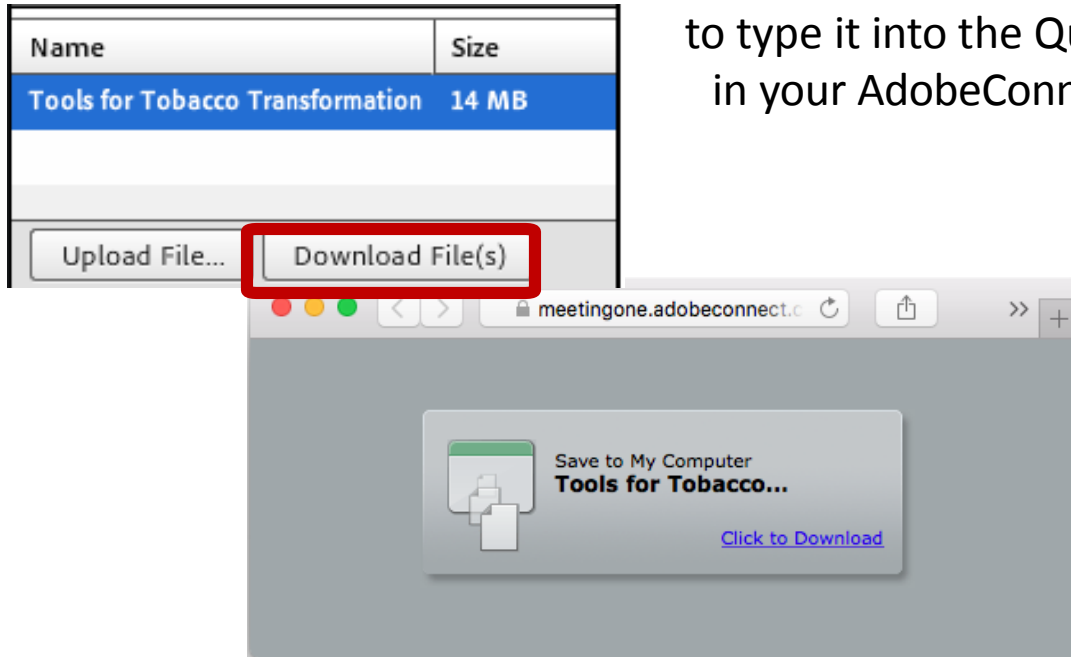 Name Size
Tools for Tobacco Transformation 14 MB
Upload File... Download File(s)
to type it into the
in your
meetingone.adobeconnect.c
Save to My Computer
Tools for Tobacco...
Click to Download